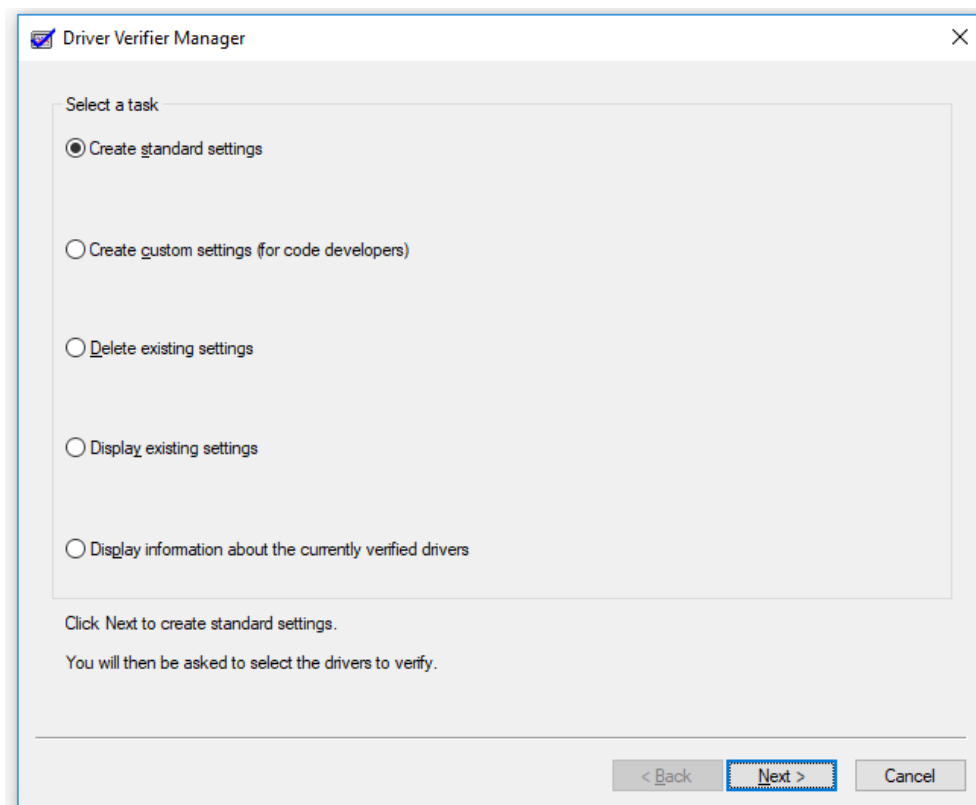 Driver Verifier Manager
Select a task
Create standard settings
Create custom settings (for code developers)
Delete existing settings
Display existing settings
Display information about the currently verified drivers
Click Next to create standard settings.
You will then be asked to select the drivers to verify.
< Back Next > Cancel